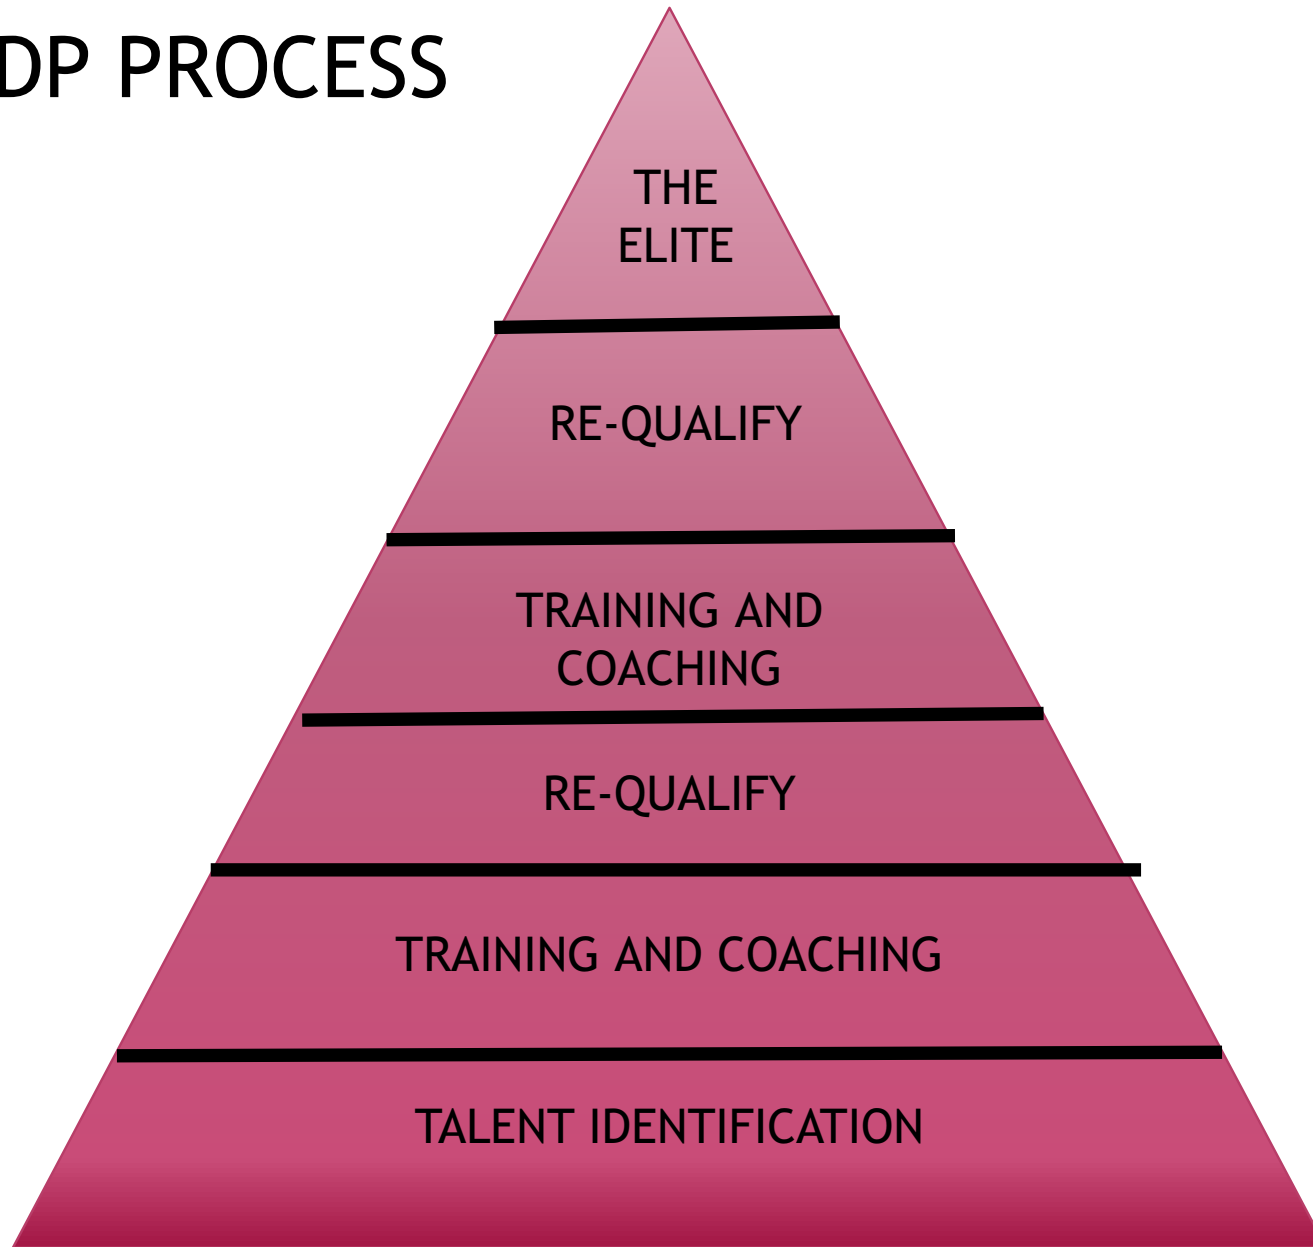 DP PROCESS
THE
ELITE
RE-QUALIFY
TRAINING AND
COACHING
RE-QUALIFY
TRAINING AND COACHING
TALENT IDENTIFICATION